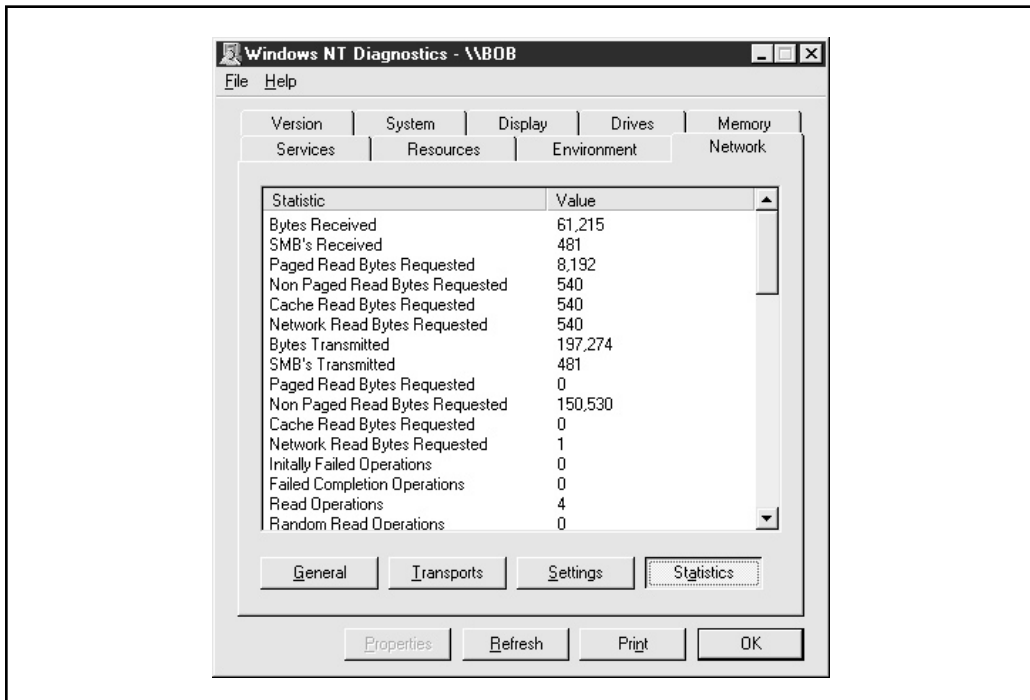 Windows NT Diagnostics - \\BOB
File Help
Version System Display Drives Memory
Services Resources Environment Network
Statistic Value
Bytes Received 61,215
SMB's Received 481
Paged Read Bytes Requested 8,192
Non Paged Read Bytes Requested 540
Cache Read Bytes Requested 540
Network Read Bytes Requested 540
Bytes Transmitted 197,274
SMB's Transmitted 481
Paged Read Bytes Requested 0
Non Paged Read Bytes Requested 150,530
Cache Read Bytes Requested 0
Network Read Bytes Requested 1
Initally Failed Operations 0
Failed Completion Operations 0
Read Operations 4
Random Read Operations 0
General Transports Settings Statistics
Properties Refresh Print OK